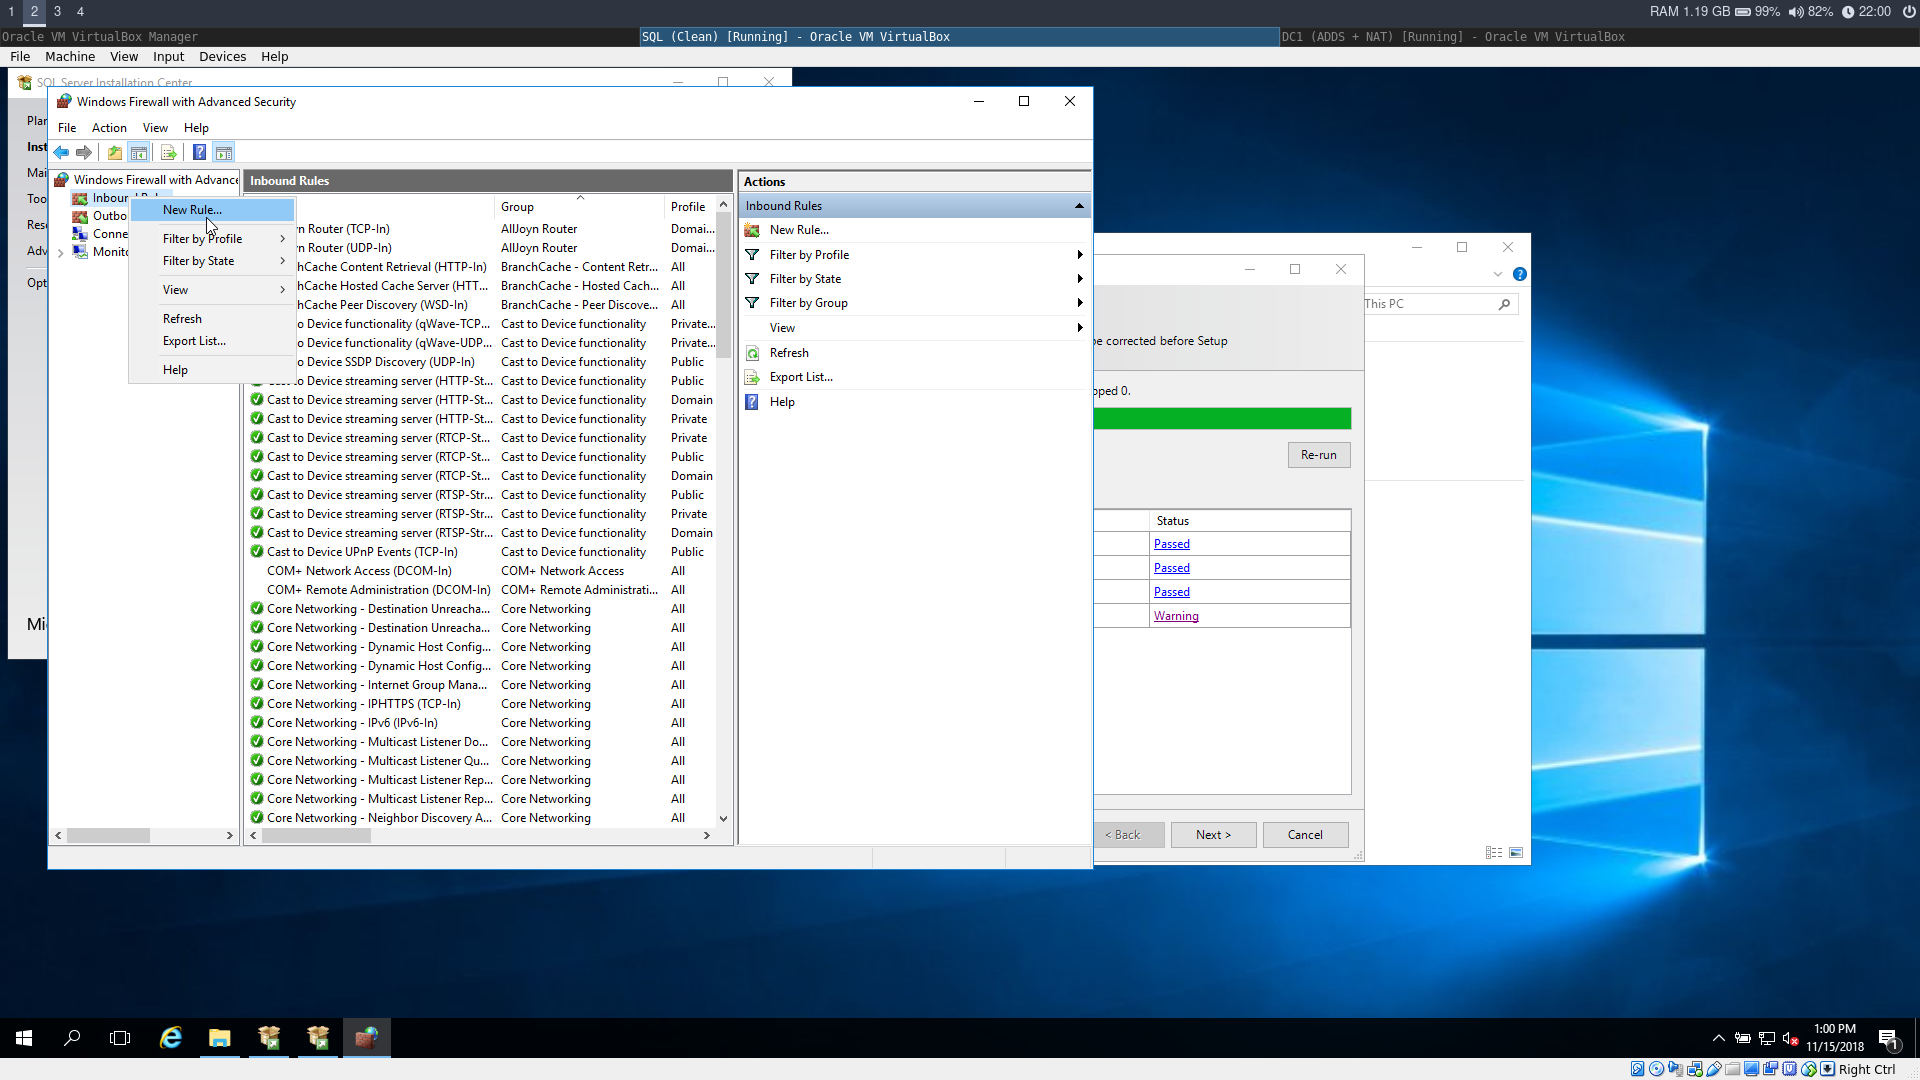 1 2 3 4
RAM 1.19 GB 99% 82% 22:00
Oracle VM VirtualBox Manager
SQL (Clean) [Running] - Oracle VM VirtualBox
DC1 (ADDS + NAT) [Running] - Oracle VM VirtualBox
File Machine View Input Devices Help
SQL Server Installation Center
Windows Firewall with Advanced Security
File Action View Help
Windows Firewall with Advance
Inbound
Outbo
Conne
Monito
New Rule...
Filter by Profile
Filter by State
View
Refresh
Export List...
Help
Inbound Rules
Group Profile
yn Router (TCP-In) AllJoyn Router Domai...
yn Router (UDP-In) AllJoyn Router Domai...
hCache Content Retrieval (HTTP-In) BranchCache - Content Retr... All
hCache Hosted Cache Server (HTT... BranchCache - Hosted Cach... All
hCache Peer Discovery (WSD-In) BranchCache - Peer Discove... All
to Device functionality (qWave-TCP... Cast to Device functionality Private...
to Device functionality (qWave-UDP... Cast to Device functionality Private...
to Device SSDP Discovery (UDP-In) Cast to Device functionality Public
Cast to Device streaming server (HTTP-St... Cast to Device functionality Public
Cast to Device streaming server (HTTP-St... Cast to Device functionality Domain
Cast to Device streaming server (HTTP-St... Cast to Device functionality Private
Cast to Device streaming server (RTCP-St... Cast to Device functionality Private
Cast to Device streaming server (RTCP-St... Cast to Device functionality Public
Cast to Device streaming server (RTCP-St... Cast to Device functionality Domain
Cast to Device streaming server (RTSP-Str... Cast to Device functionality Public
Cast to Device streaming server (RTSP-Str... Cast to Device functionality Private
Cast to Device streaming server (RTSP-Str... Cast to Device functionality Domain
Cast to Device UPnP Events (TCP-In) Cast to Device functionality Public
COM+ Network Access (DCOM-In) COM+ Network Access All
COM+ Remote Administration (DCOM-In) COM+ Remote Administrati... All
Core Networking - Destination Unreacha... Core Networking All
Core Networking - Destination Unreacha... Core Networking All
Core Networking - Dynamic Host Config... Core Networking All
Core Networking - Dynamic Host Config... Core Networking All
Core Networking - Internet Group Mana... Core Networking All
Core Networking - IPHTTPS (TCP-In) Core Networking All
Core Networking - IPv6 (IPv6-In) Core Networking All
Core Networking - Multicast Listener Do... Core Networking All
Core Networking - Multicast Listener Qu... Core Networking All
Core Networking - Multicast Listener Rep... Core Networking All
Core Networking - Multicast Listener Rep... Core Networking All
Core Networking - Neighbor Discovery A... Core Networking All
Actions
Inbound Rules
New Rule...
Filter by Profile
Filter by State
Filter by Group
View
Refresh
Export List...
Help
Plan
Inst
Mai
Too
Res
Adv
Opt
Mi
This PC
be corrected before Setup
pped 0.
Re-run
Status
Passed
Passed
Passed
Warning
< Back Next > Cancel
1:00 PM
11/15/2018
1
Right Ctrl